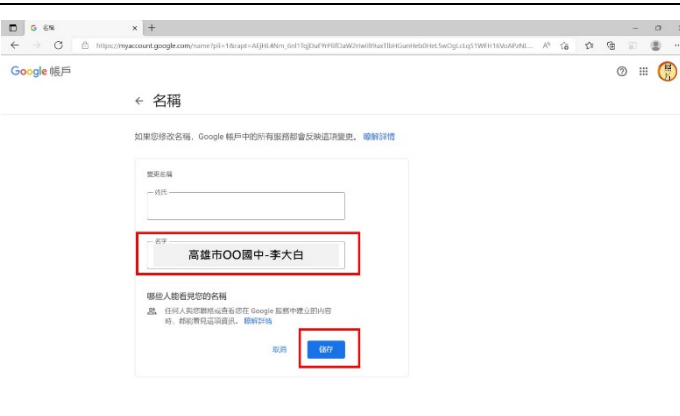 G 名稱
Google 帳戶
← 名稱
如果您修改名稱，Google 帳戶中的所有服務都會反映這項變更。 瞭解詳情
變更名稱
姓氏
名字
高雄市OO國中-李大白
哪些人能看見您的名稱
任何人與您聯絡或查看您在 Google 服務中建立的內容
時，都能看見這項資訊。 瞭解詳情
取消 儲存